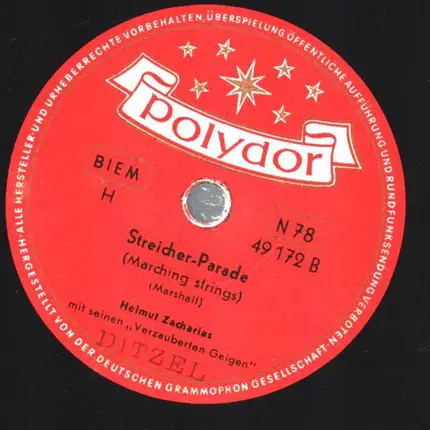 HERGESTELLT VON DER DEUTSCHEN GRAMMOPHON GESELLSCHAFT · ALLE HERSTELLER- UND URHEBERRECHTE VORBEHALTEN, ÜBERSPIELUNG, ÖFFENTLICHE AUFFÜHRUNG UND RUNDFUNKSENDUNG VERBOTEN
polydor
BIEM
H
N 78
49 172 B
Streicher-Parade
(Marching strings)
(Marshall)
Helmut Zacharias
mit seinen „Verzauberten Geigen"
DITZEL